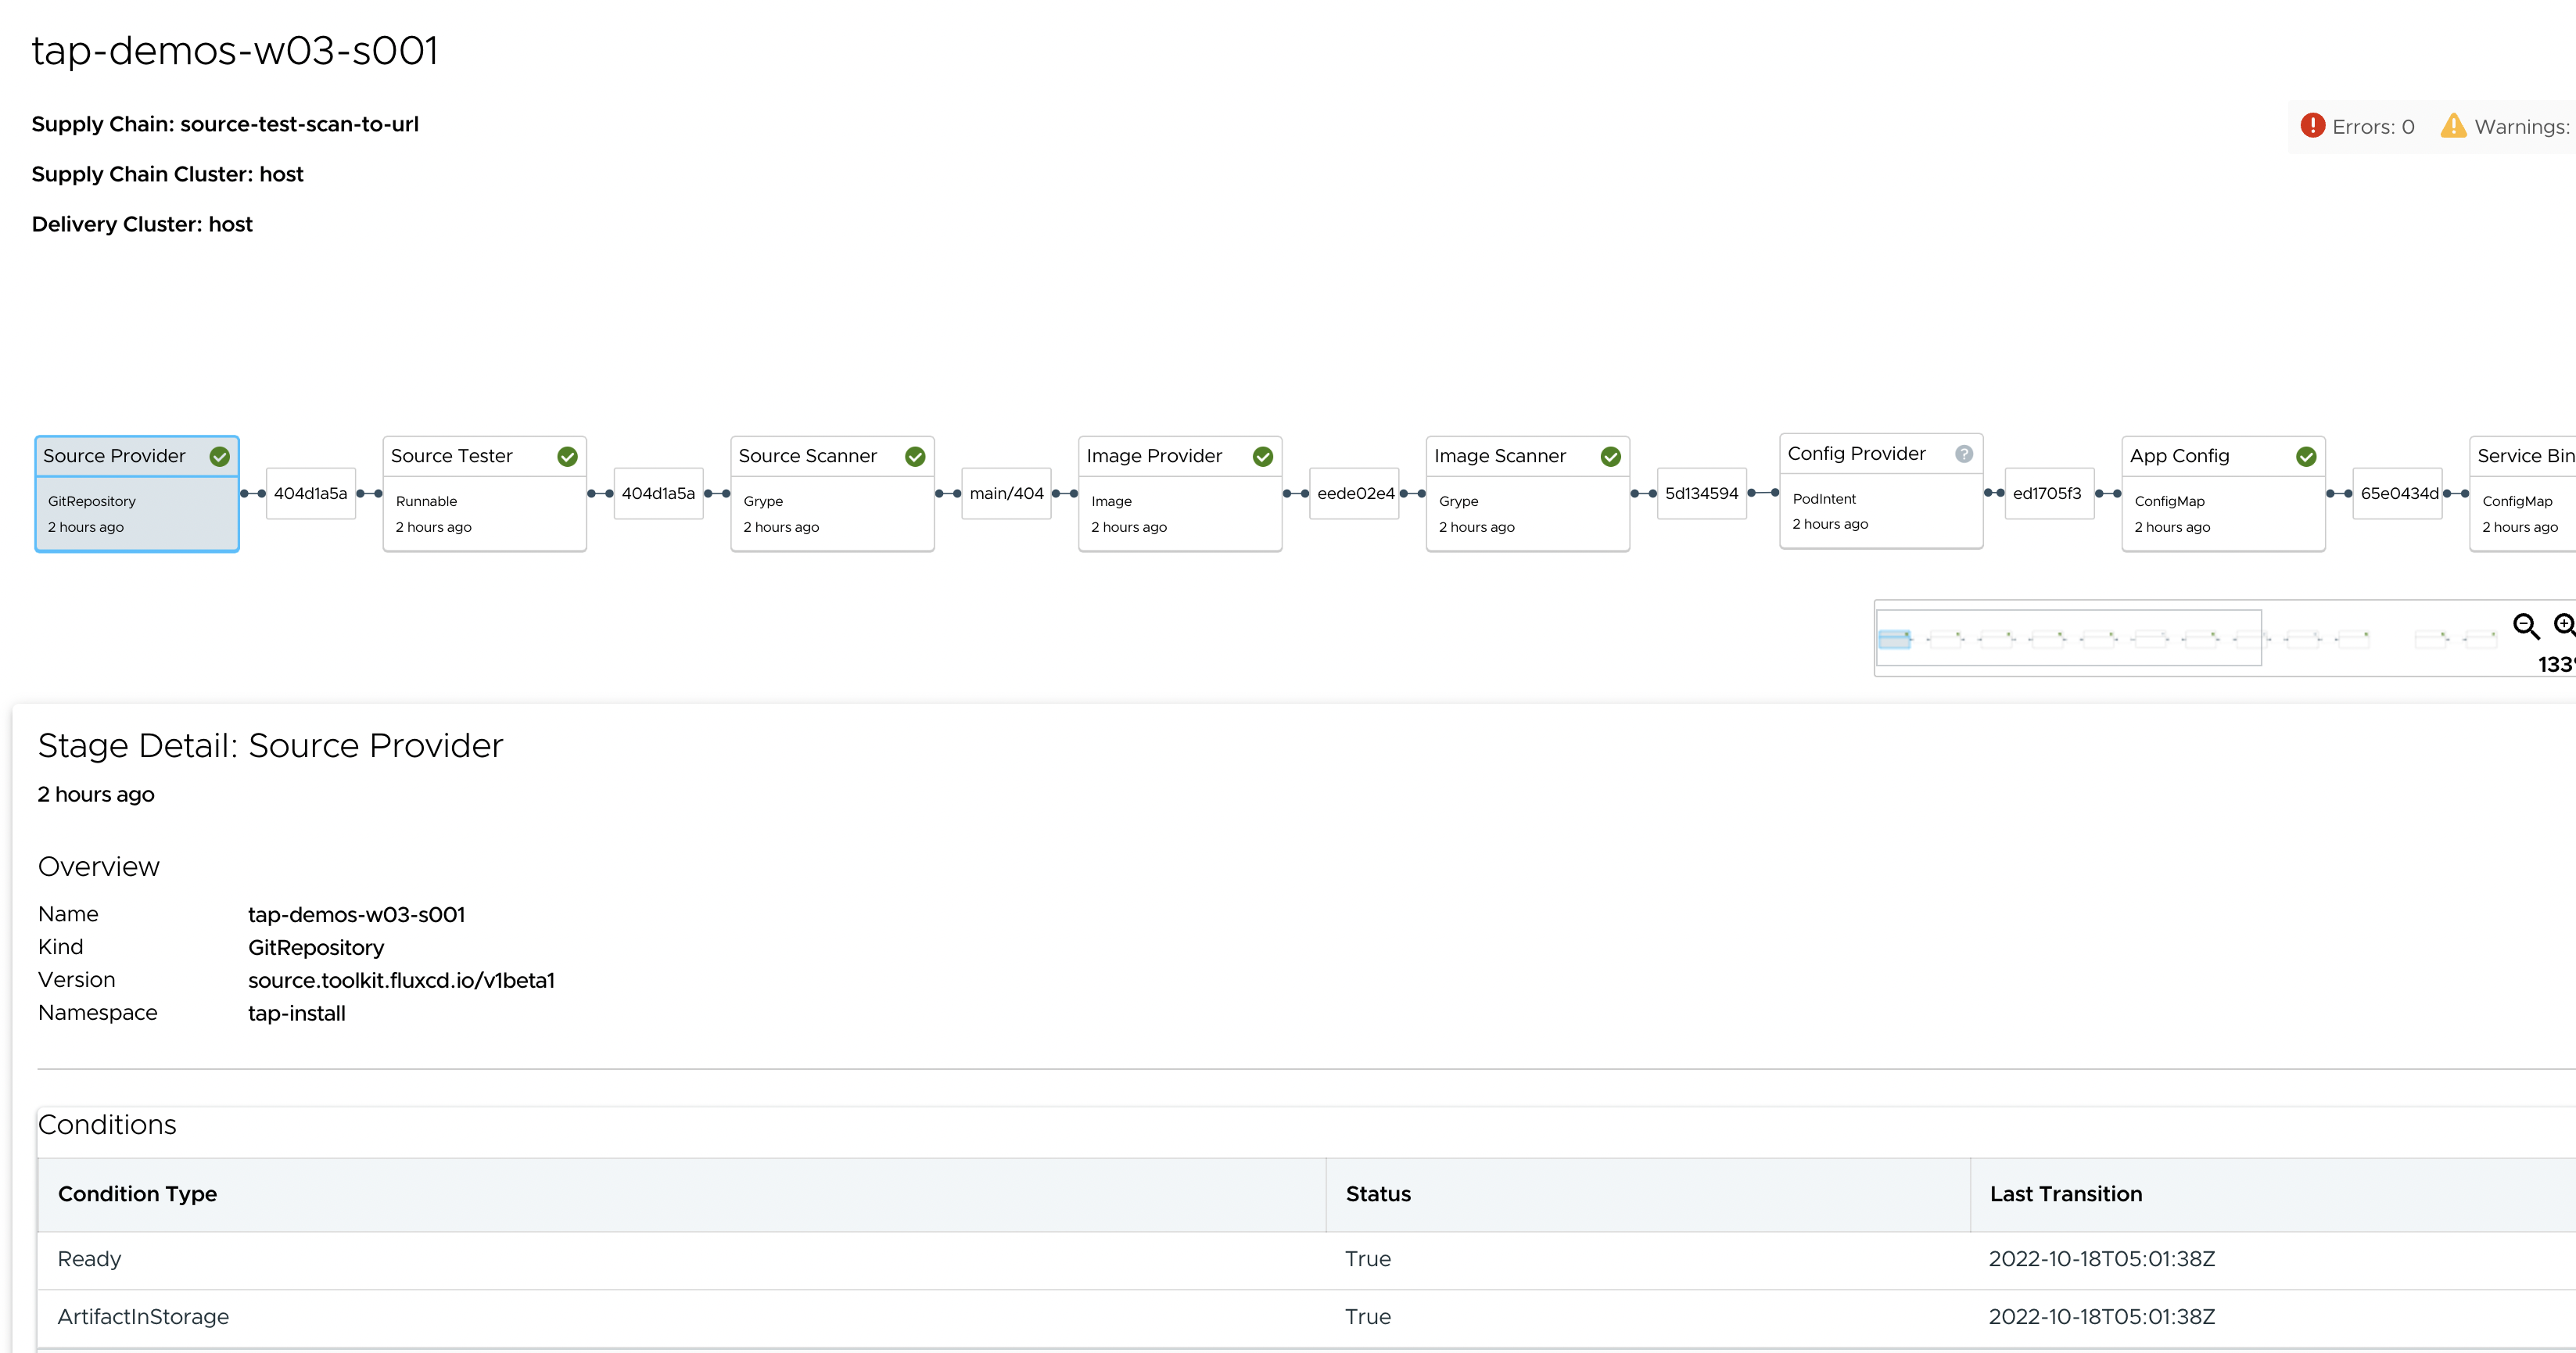 tap-demos-w03-s001
Supply Chain: source-test-scan-to-url
Errors: 0 Warnings:
Supply Chain Cluster: host
Delivery Cluster: host
Source Provider
GitRepository
2 hours ago
404d1a5a
Source Tester
Runnable
2 hours ago
404d1a5a
Source Scanner
Grype
2 hours ago
main/404
Image Provider
Image
2 hours ago
eede02e4
Image Scanner
Grype
2 hours ago
5d134594
Config Provider
PodIntent
2 hours ago
ed1705f3
App Config
ConfigMap
2 hours ago
65e0434d
Service Bin
ConfigMap
2 hours ago
133
Stage Detail: Source Provider
2 hours ago
Overview
Name tap-demos-w03-s001
Kind GitRepository
Version source.toolkit.fluxcd.io/v1beta1
Namespace tap-install
Conditions
Condition Type Status Last Transition
Ready True 2022-10-18T05:01:38Z
ArtifactInStorage True 2022-10-18T05:01:38Z